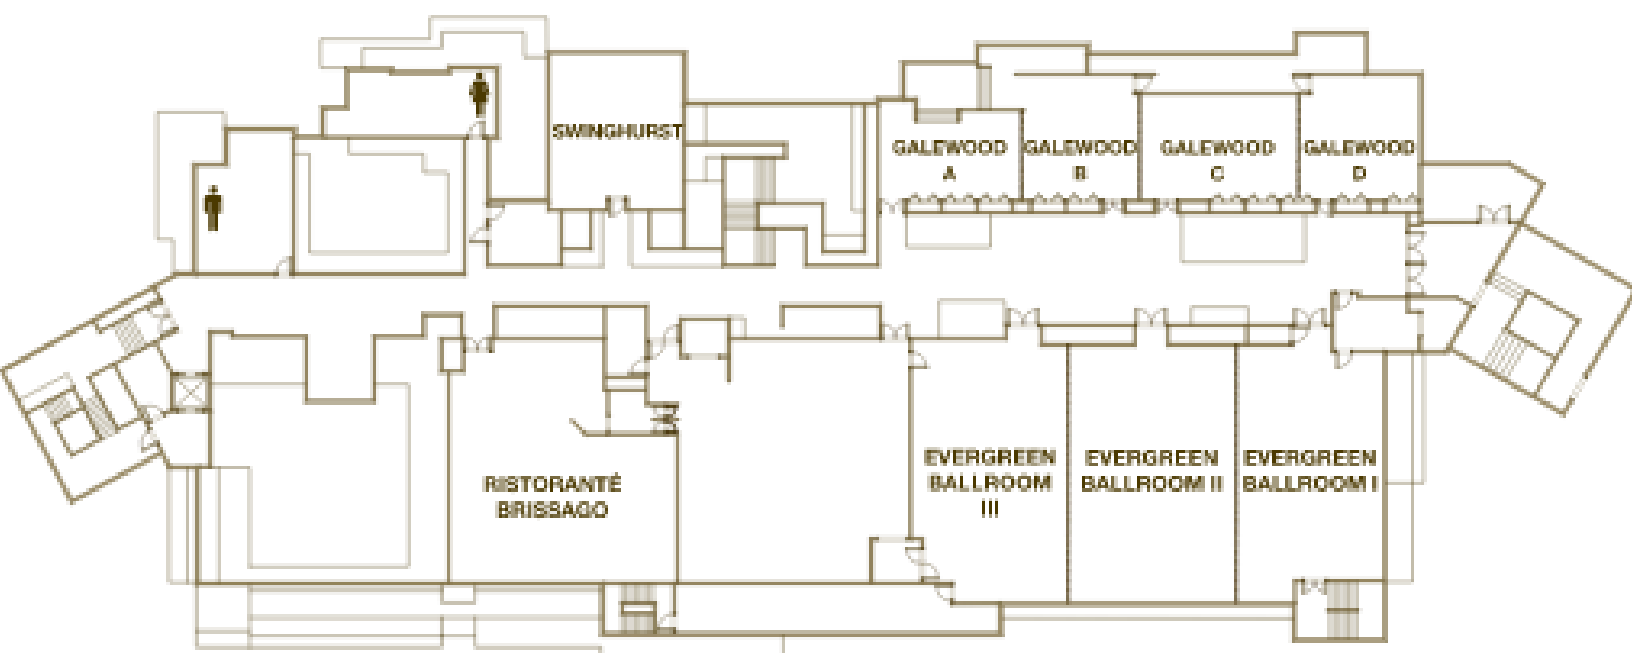 SWINGHURST
GALEWOOD
A
GALEWOOD
B
GALEWOOD
C
GALEWOOD
D
RISTORANTÉ
BRISSAGO
EVERGREEN
BALLROOM
III
EVERGREEN
BALLROOM II
EVERGREEN
BALLROOM I